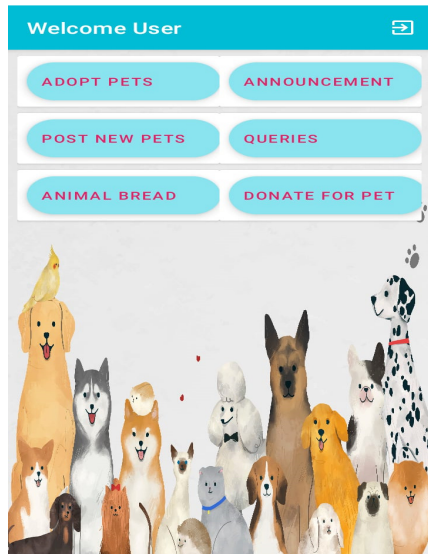 Welcome User
ADOPT PETS
ANNOUNCEMENT
POST NEW PETS
QUERIES
ANIMAL BREAD
DONATE FOR PET